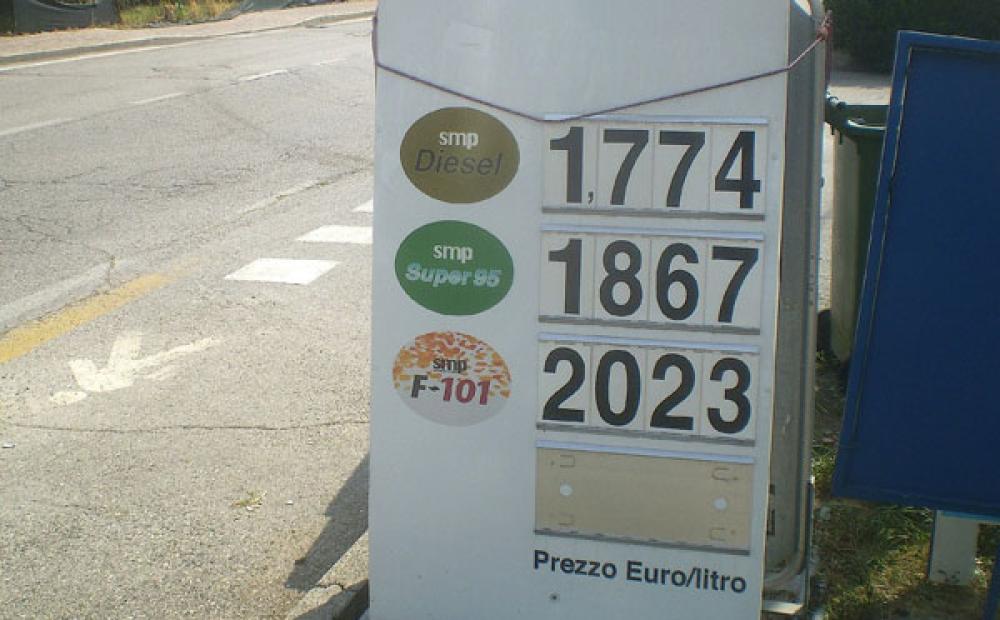 smp
Diesel
1,774
smp
Super 95
1867
smp
F-101
2023
Prezzo Euro/litro